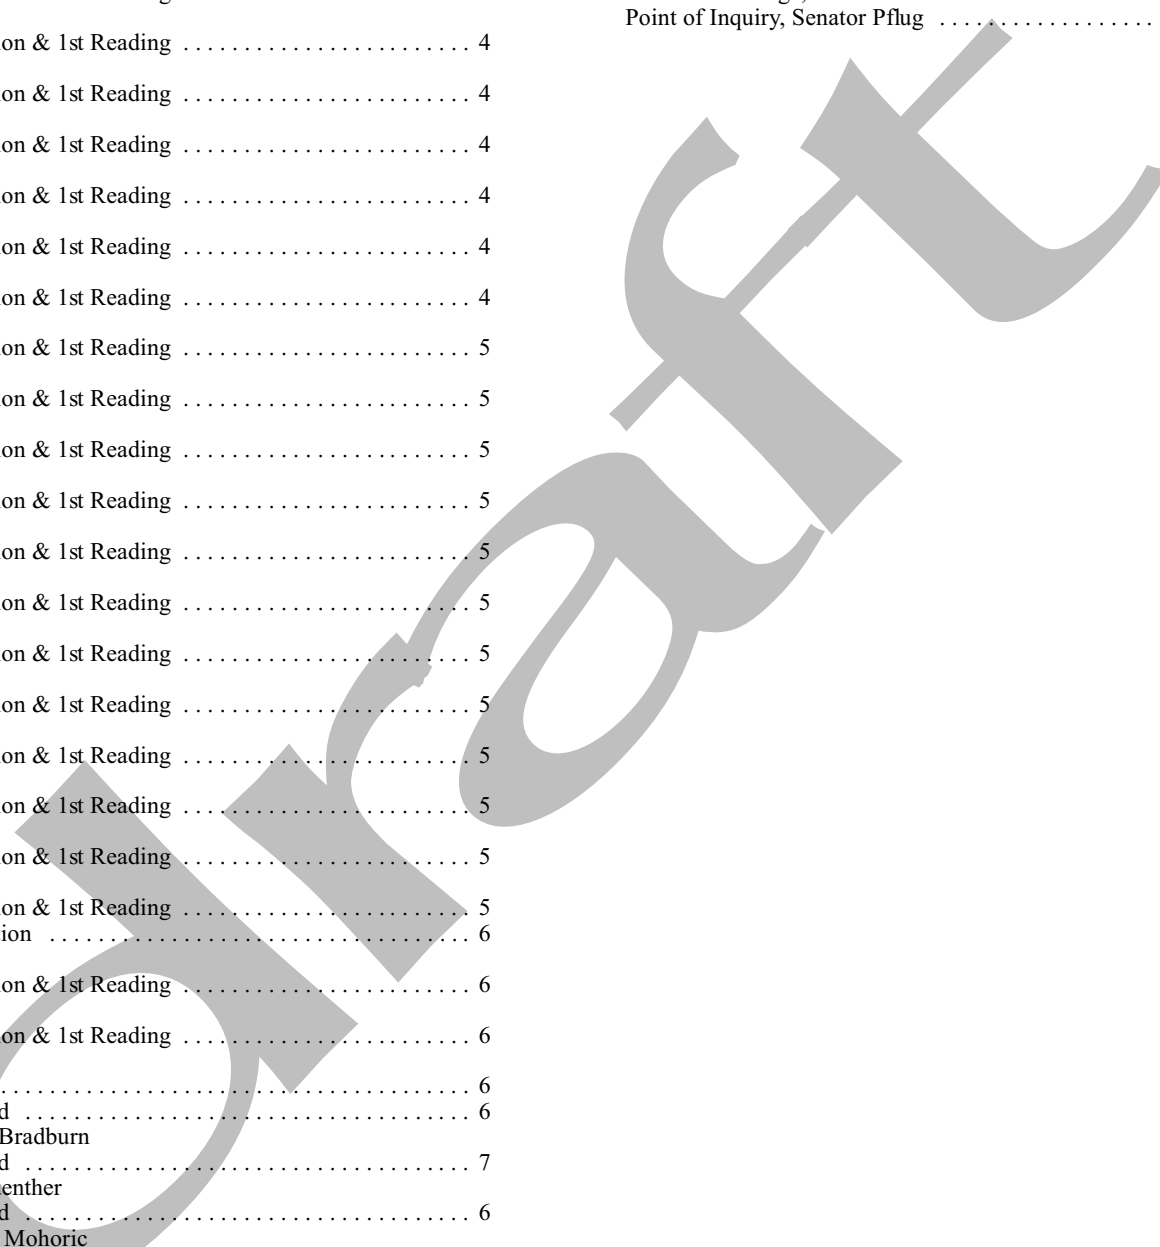 on & 1st Reading . . . . . . . . . . . . . . . . . . . . . . . . 4
on & 1st Reading . . . . . . . . . . . . . . . . . . . . . . . . 4
on & 1st Reading . . . . . . . . . . . . . . . . . . . . . . . . 4
on & 1st Reading . . . . . . . . . . . . . . . . . . . . . . . . 4
on & 1st Reading . . . . . . . . . . . . . . . . . . . . . . . . 4
on & 1st Reading . . . . . . . . . . . . . . . . . . . . . . . . 4
on & 1st Reading . . . . . . . . . . . . . . . . . . . . . . . . 5
on & 1st Reading . . . . . . . . . . . . . . . . . . . . . . . . 5
on & 1st Reading . . . . . . . . . . . . . . . . . . . . . . . . 5
on & 1st Reading . . . . . . . . . . . . . . . . . . . . . . . . 5
on & 1st Reading . . . . . . . . . . . . . . . . . . . . . . . . 5
on & 1st Reading . . . . . . . . . . . . . . . . . . . . . . . . 5
on & 1st Reading . . . . . . . . . . . . . . . . . . . . . . . . 5
on & 1st Reading . . . . . . . . . . . . . . . . . . . . . . . . 5
on & 1st Reading . . . . . . . . . . . . . . . . . . . . . . . . 5
on & 1st Reading . . . . . . . . . . . . . . . . . . . . . . . . 5
on & 1st Reading . . . . . . . . . . . . . . . . . . . . . . . . 5
on & 1st Reading . . . . . . . . . . . . . . . . . . . . . . . . 5
ion . . . . . . . . . . . . . . . . . . . . . . . . . . . . . . . . . . . 6
on & 1st Reading . . . . . . . . . . . . . . . . . . . . . . . . 6
on & 1st Reading . . . . . . . . . . . . . . . . . . . . . . . . 6
. . . . . . . . . . . . . . . . . . . . . . . . . . . . . . . . . . . . . . . 6
d . . . . . . . . . . . . . . . . . . . . . . . . . . . . . . . . . . . . . 6
Bradburn
d . . . . . . . . . . . . . . . . . . . . . . . . . . . . . . . . . . . . . 7
enther
d . . . . . . . . . . . . . . . . . . . . . . . . . . . . . . . . . . . . . 6
Mohoric
Point of Inquiry, Senator Pflug . . . . . . . . . . . . . . . . . .
draft